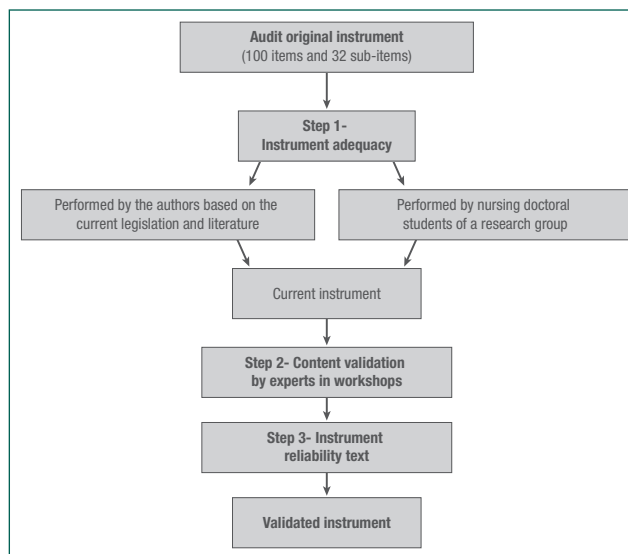 Audit original instrument
(100 items and 32 sub-items)
Step 1-
Instrument adequacy
Performed by the authors based on the
current legislation and literature
Performed by nursing doctoral
students of a research group
Current instrument
Step 2- Content validation
by experts in workshops
Step 3- Instrument
reliability text
Validated instrument